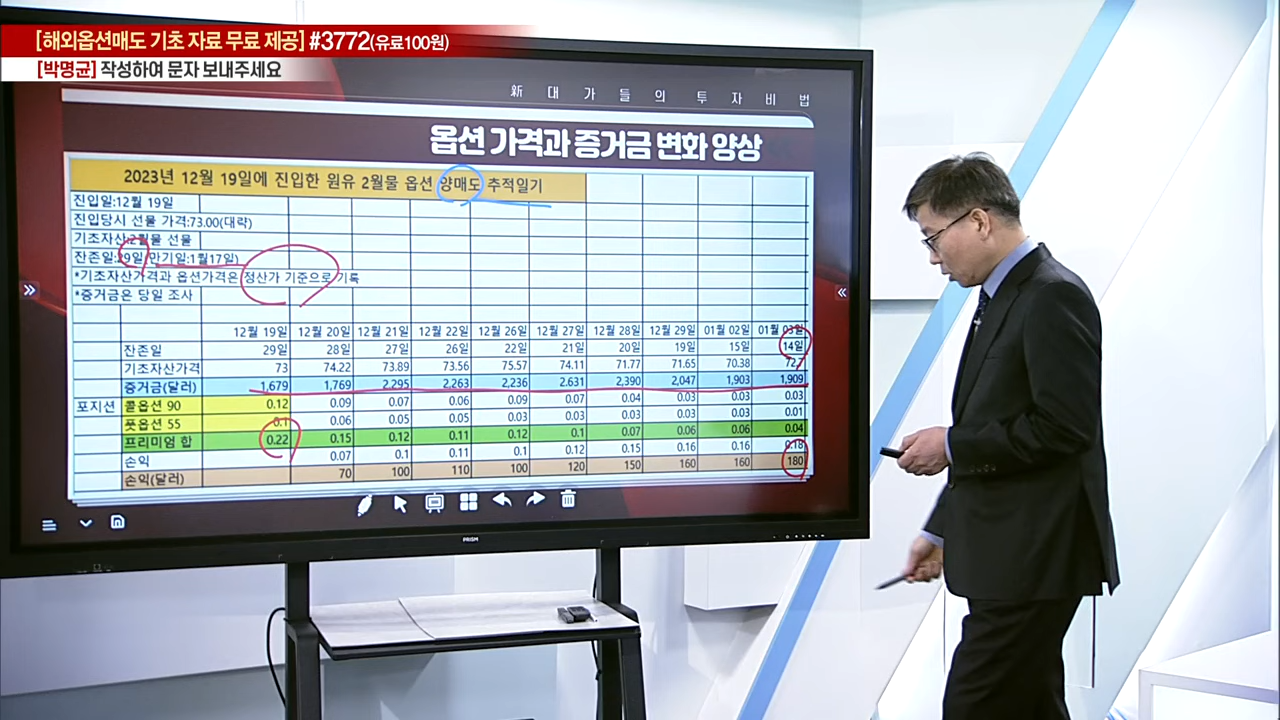 [해외옵션매도 기초 자료 무료 제공] #3772(유료100원)
[박명균] 작성하여 문자 보내주세요
新 대 가 들 의 투 자 비 법
옵션 가격과 증거금 변화 양상
2023년 12월 19일에 진입한 원유 2월물 옵션 양매도 추적일기
진입일:12월 19일
진입당시 선물 가격:73.00(대략)
기초자산:2월물 선물
잔존일:29일(만기일:1월17일)
*기초자산가격과 옵션가격은 정산가 기준으로 기록
*증거금은 당일 조사
12월 19일 12월 20일 12월 21일 12월 22일 12월 26일 12월 27일 12월 28일 12월 29일 01월 02일 01월 03일
잔존일 29일 28일 27일 26일 22일 21일 20일 19일 15일 14일
기초자산가격 73 74.22 73.89 73.56 75.57 74.11 71.77 71.65 70.38
증거금(달러) 1,679 1,769 2,295 2,263 2,236 2,631 2,390 2,047 1,903 1,909
포지션 콜옵션 90 0.12 0.09 0.07 0.06 0.09 0.07 0.04 0.03 0.03 0.03
풋옵션 55 0.1 0.06 0.05 0.05 0.03 0.03 0.03 0.03 0.03 0.01
프리미엄 합 0.22 0.15 0.12 0.11 0.12 0.1 0.07 0.06 0.06 0.04
손익 0.07 0.1 0.11 0.1 0.12 0.15 0.16 0.16 0.18
손익(달러) 70 100 110 100 120 150 160 160 180
PRISM